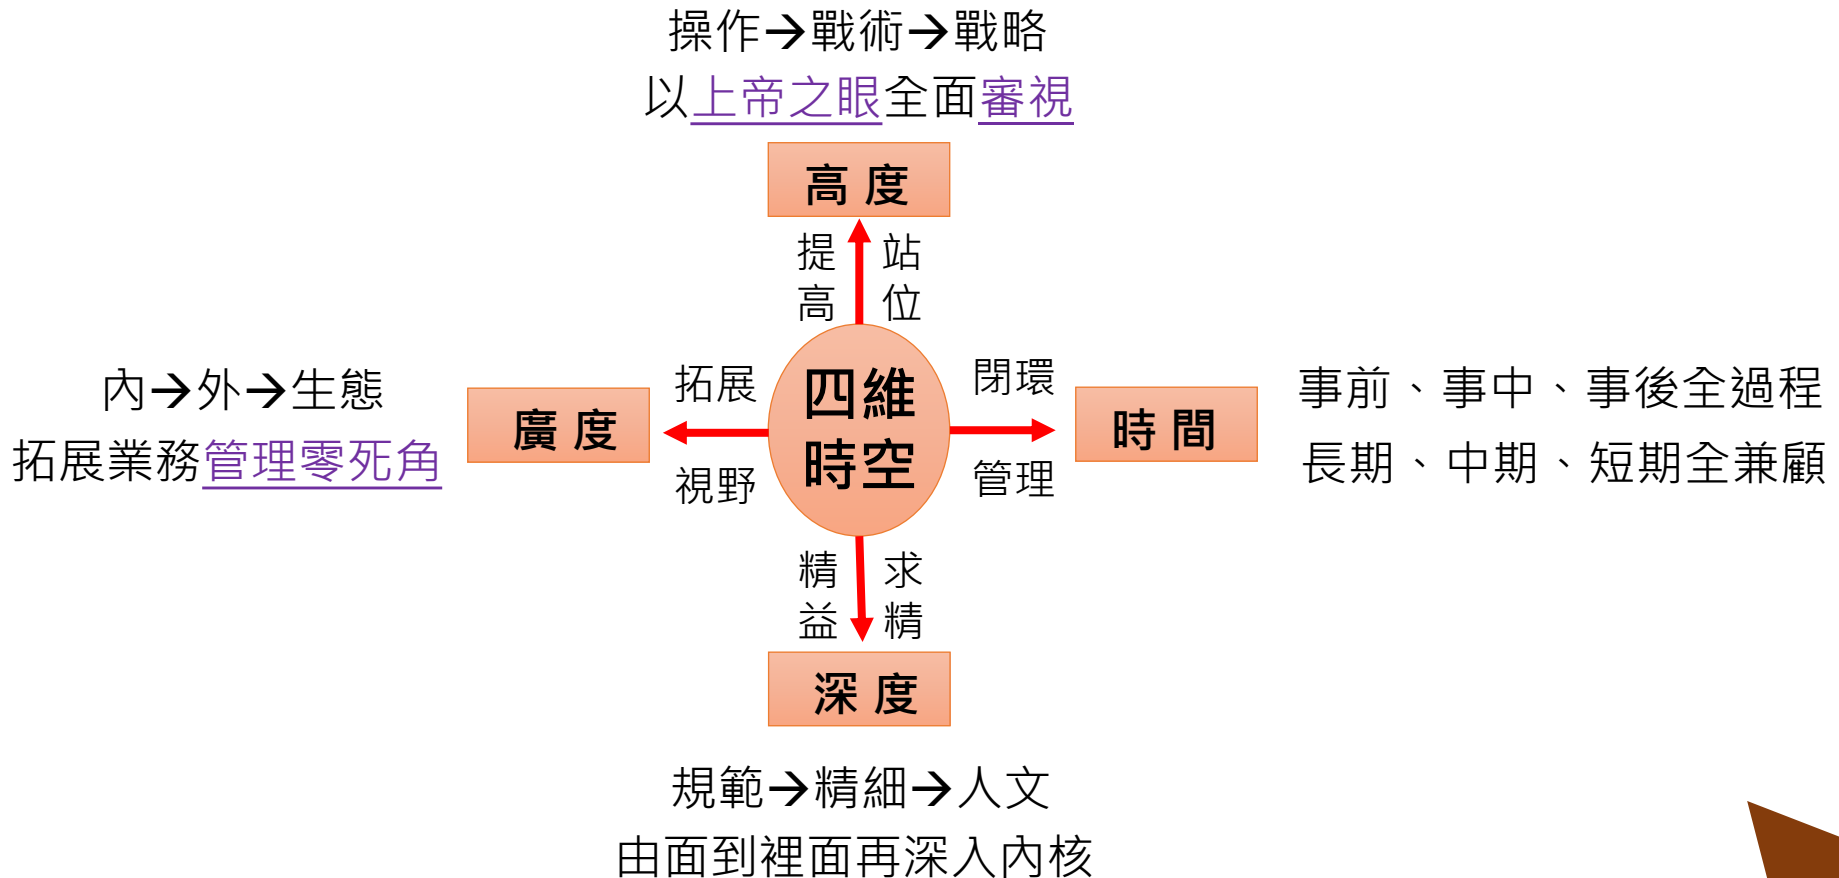 操作→戰術→戰略
以上帝之眼全面審視
高度
提高
站位
內→外→生態
拓展業務管理零死角
廣度
拓展
視野
四維
時空
閉環
管理
時間
事前、事中、事後全過程
長期、中期、短期全兼顧
精益
求精
深度
規範→精細→人文
由面到裡面再深入內核